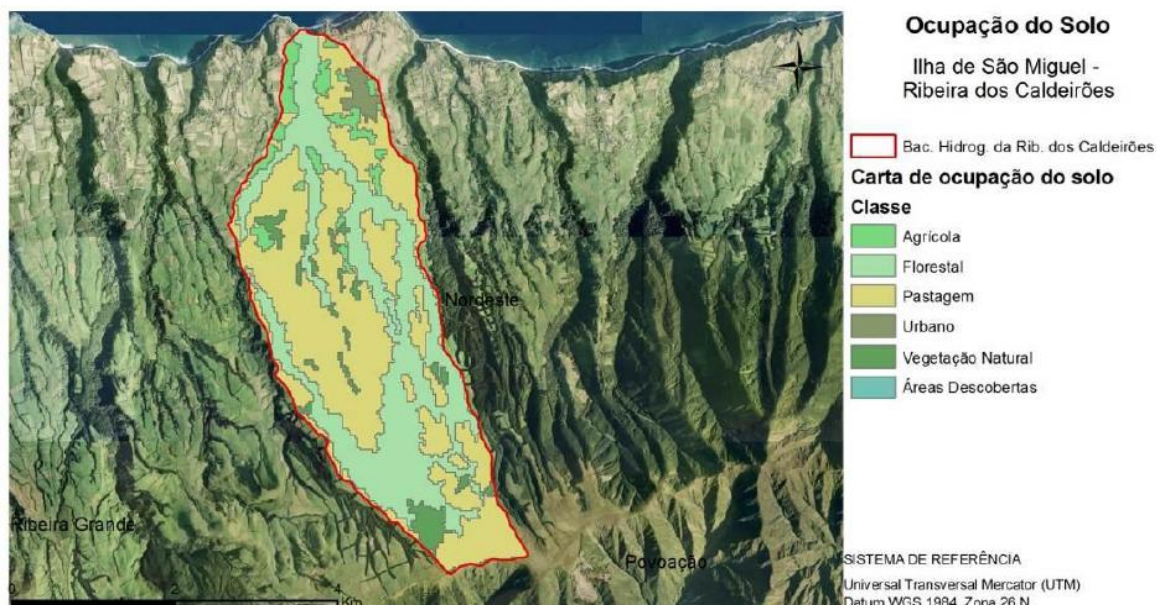 Ocupação do Solo
Ilha de São Miguel -
Ribeira dos Caldeirões
Bac. Hidrog. da Rib. dos Caldeirões
Carta de ocupação do solo
Classe
Agrícola
Florestal
Pastagem
Urbano
Vegetação Natural
Áreas Descobertas
N
Nordeste
Ribeira Grande
Povoação
0 2 4
Km
SISTEMA DE REFERÊNCIA
Universal Transversal Mercator (UTM)
Datum WGS 1984, Zona 26 N